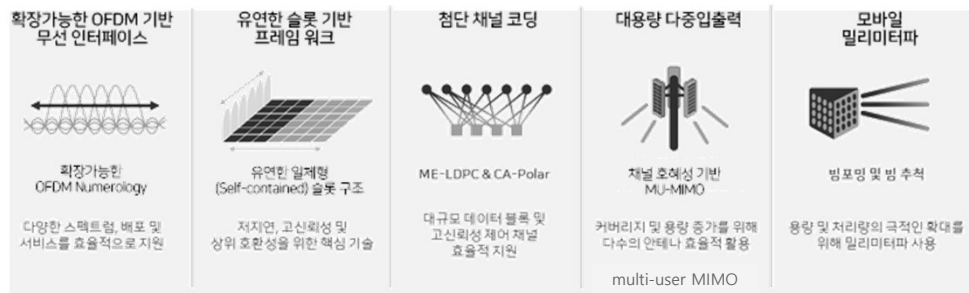 확장가능한 OFDM 기반
무선 인터페이스
확장가능한
OFDM Numerology
다양한 스펙트럼, 배포 및
서비스를 효율적으로 지원
유연한 슬롯 기반
프레임 워크
유연한 일체형
(Self-contained) 슬롯 구조
저지연, 고신뢰성 및
상위 호환성을 위한 핵심 기술
첨단 채널 코딩
ME-LDPC & CA-Polar
대규모 데이터 블록 및
고신뢰성 제어 채널
효율적 지원
대용량 다중입출력
채널 호혜성 기반
MU-MIMO
커버리지 및 용량 증가를 위해
다수의 안테나 효율적 활용
multi-user MIMO
모바일
밀리미터파
빔포밍 및 빔 추적
용량 및 처리량의 극적인 확대를
위해 밀리미터파 사용